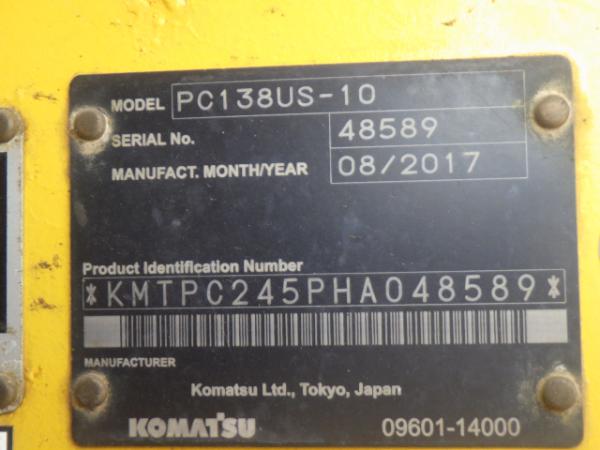 MODEL PC138US-10
SERIAL No. 48589
MANUFACT. MONTH/YEAR 08/2017
Product Identification Number
*KMTPC245PHA048589*
MANUFACTURER
Komatsu Ltd., Tokyo, Japan
KOMATSU 09601-14000